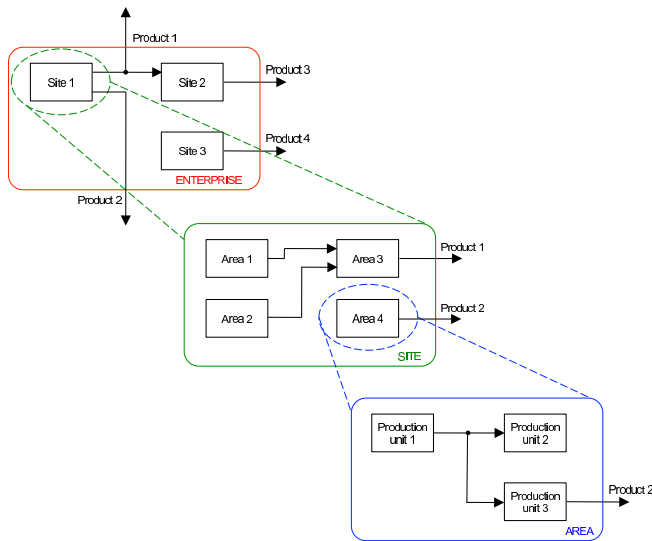 Product 1
Site 1
Site 2
Product 3
Site 3
Product 4
ENTERPRISE
Product 2
Area 1
Area 3
Product 1
Area 2
Area 4
Product 2
SITE
Production
unit 1
Production
unit 2
Production
unit 3
Product 2
AREA